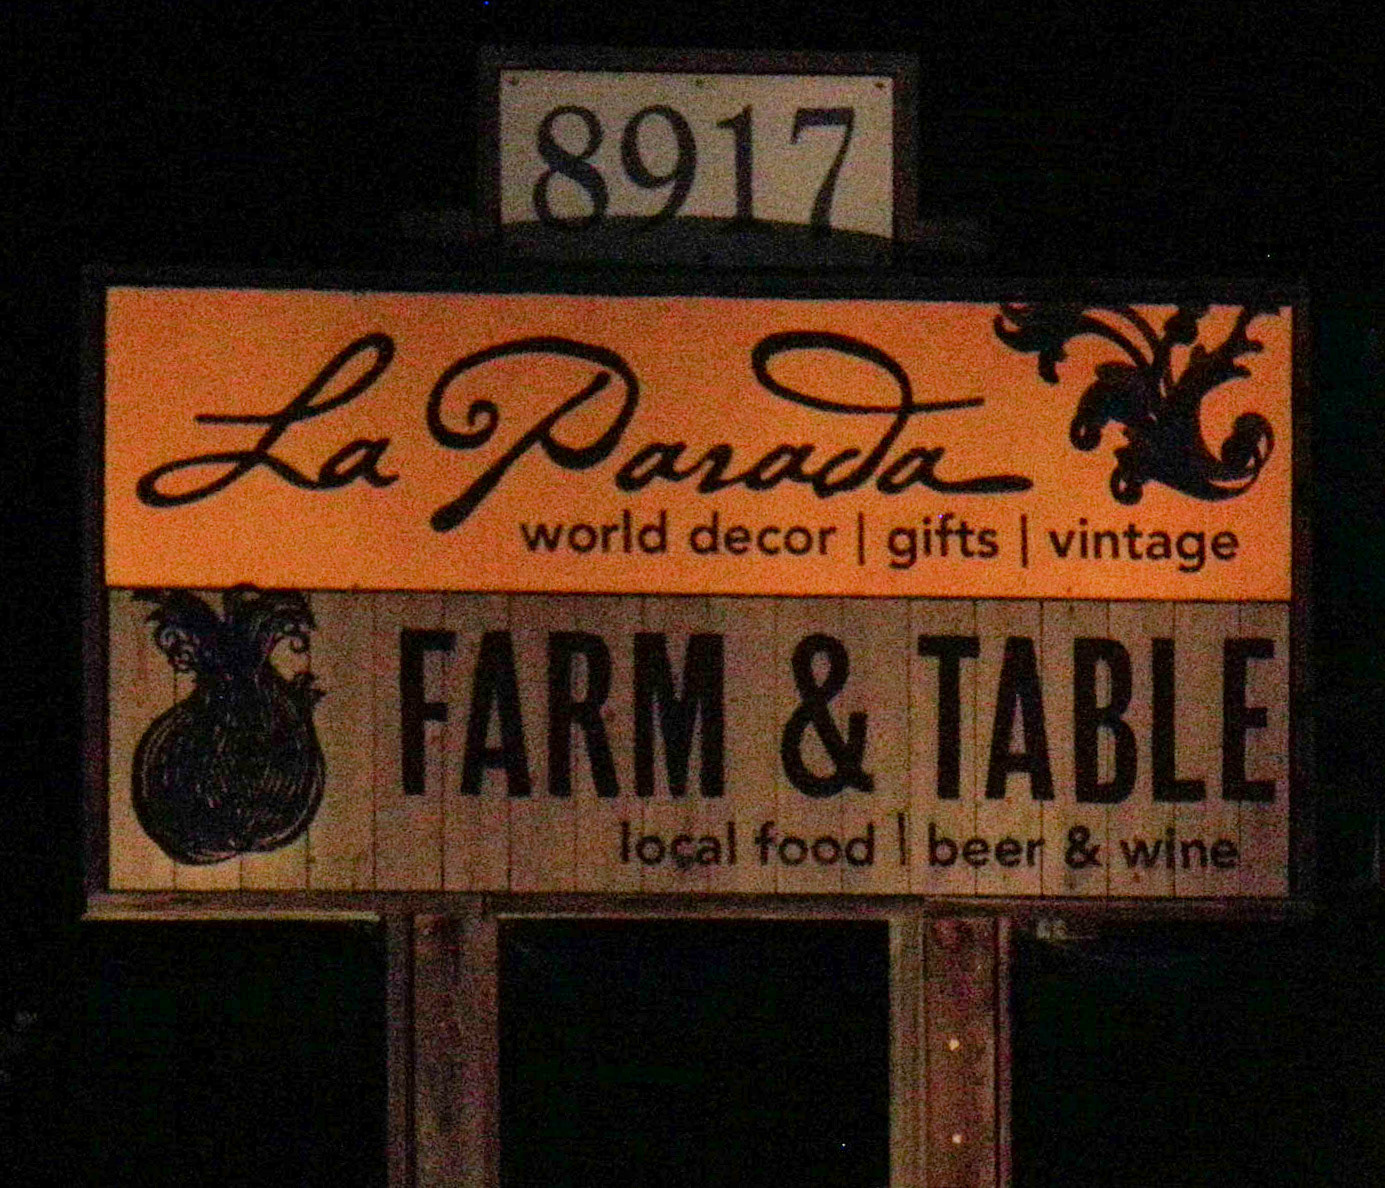 8917
La Parada
world decor | gifts | vintage
FARM & TABLE
local food | beer & wine